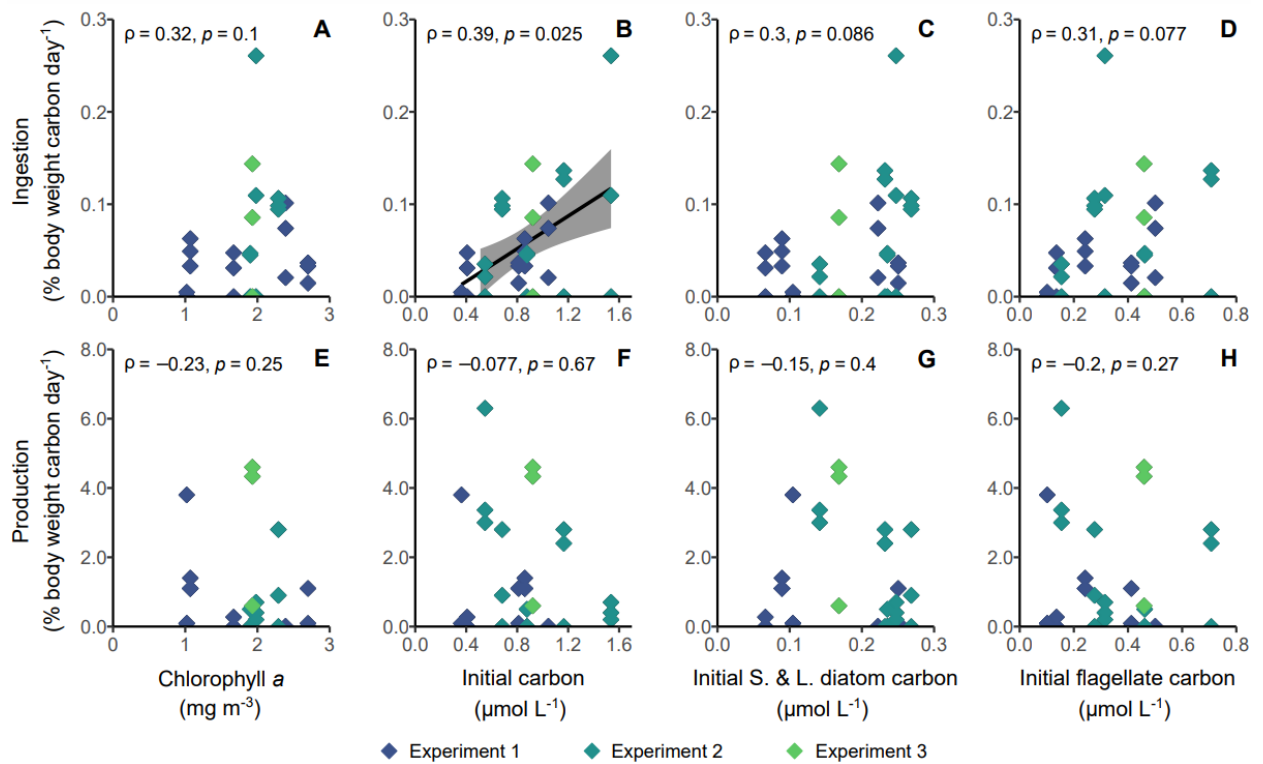 ρ = 0.32, p = 0.1 A
ρ = 0.39, p = 0.025 B
ρ = 0.3, p = 0.086 C
ρ = 0.31, p = 0.077 D
Ingestion
(% body weight carbon day-1)
0.3
0.2
0.1
0.0
0 1 2 3
0.3
0.2
0.1
0.0
0.0 0.4 0.8 1.2 1.6
0.3
0.2
0.1
0.0
0.0 0.1 0.2 0.3
0.3
0.2
0.1
0.0
0.0 0.2 0.4 0.6 0.8
ρ = −0.23, p = 0.25 E
ρ = −0.077, p = 0.67 F
ρ = −0.15, p = 0.4 G
ρ = −0.2, p = 0.27 H
Production
(% body weight carbon day-1)
8.0
6.0
4.0
2.0
0.0
0 1 2 3
8.0
6.0
4.0
2.0
0.0
0.0 0.4 0.8 1.2 1.6
8.0
6.0
4.0
2.0
0.0
0.0 0.1 0.2 0.3
8.0
6.0
4.0
2.0
0.0
0.0 0.2 0.4 0.6 0.8
Chlorophyll a
(mg m-3)
Initial carbon
(µmol L-1)
Initial S. & L. diatom carbon
(µmol L-1)
Initial flagellate carbon
(µmol L-1)
Experiment 1 Experiment 2 Experiment 3